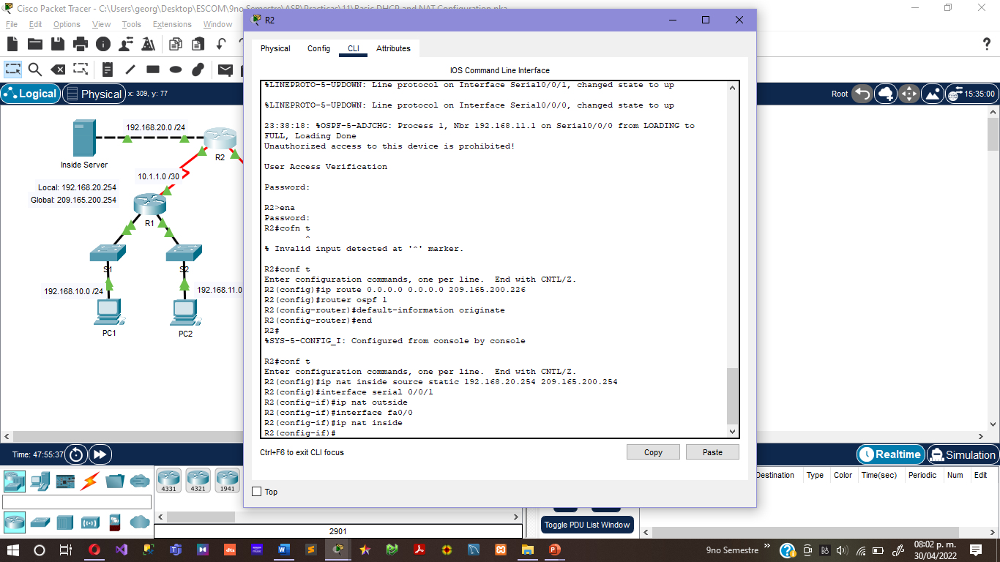 Cisco Packet Tracer - C:\Users\georg\Desktop\ESCOM\9no Semestre\ASR\Practicas\11\Basic DHCP and NAT Configuration.pka
File Edit Options View Tools Extensions Window
R2
Physical Config CLI Attributes
IOS Command Line Interface
Logical
Physical
x: 309, y: 77
Root
15:35:00
%LINEPROTO-5-UPDOWN: Line protocol on Interface Serial0/0/1, changed state to up
%LINEPROTO-5-UPDOWN: Line protocol on Interface Serial0/0/0, changed state to up
23:38:18: %OSPF-5-ADJCHG: Process 1, Nbr 192.168.11.1 on Serial0/0/0 from LOADING to
FULL, Loading Done
Unauthorized access to this device is prohibited!
User Access Verification
Password:
R2>ena
Password:
R2#cofn t
^
% Invalid input detected at '^' marker.
R2#conf t
Enter configuration commands, one per line.  End with CNTL/Z.
R2(config)#ip route 0.0.0.0 0.0.0.0 209.165.200.226
R2(config)#router ospf 1
R2(config-router)#default-information originate
R2(config-router)#end
R2#
%SYS-5-CONFIG_I: Configured from console by console
R2#conf t
Enter configuration commands, one per line.  End with CNTL/Z.
R2(config)#ip nat inside source static 192.168.20.254 209.165.200.254
R2(config)#interface serial 0/0/1
R2(config-if)#ip nat outside
R2(config-if)#interface fa0/0
R2(config-if)#ip nat inside
R2(config-if)#
Ctrl+F6 to exit CLI focus
Copy
Paste
Top
192.168.20.0 /24
R2
Inside Server
10.1.1.0 /30
Local: 192.168.20.254
Global: 209.165.200.254
R1
S1
S2
192.168.10.0 /24
192.168.11.0
PC1
PC2
Time: 47:55:37
Realtime
Simulation
4331
4321
1941
2901
Destination Type Color Time(sec) Periodic Num Edit
Toggle PDU List Window
9no Semestre
08:02 p. m.
30/04/2022